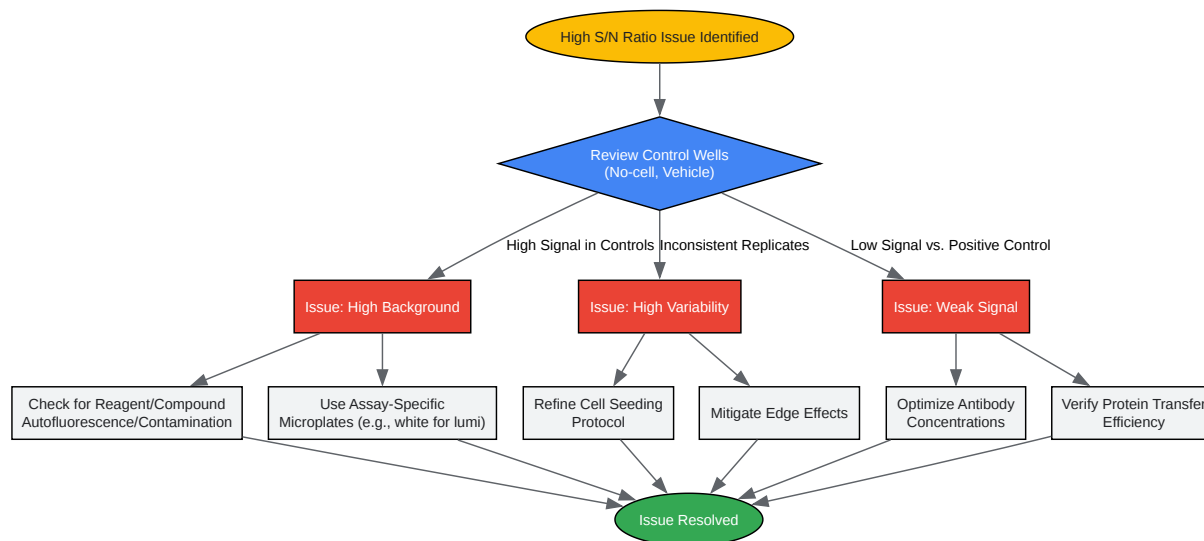 High S/N Ratio Issue Identified
Review Control Wells
(No-cell, Vehicle)
High Signal in Controls
Inconsistent Replicates
Low Signal vs. Positive Control
Issue: High Background
Issue: High Variability
Issue: Weak Signal
Check for Reagent/Compound
Autofluorescence/Contamination
Use Assay-Specific
Microplates (e.g., white for lumi)
Refine Cell Seeding
Protocol
Mitigate Edge Effects
Optimize Antibody
Concentrations
Verify Protein Transfer
Efficiency
Issue Resolved